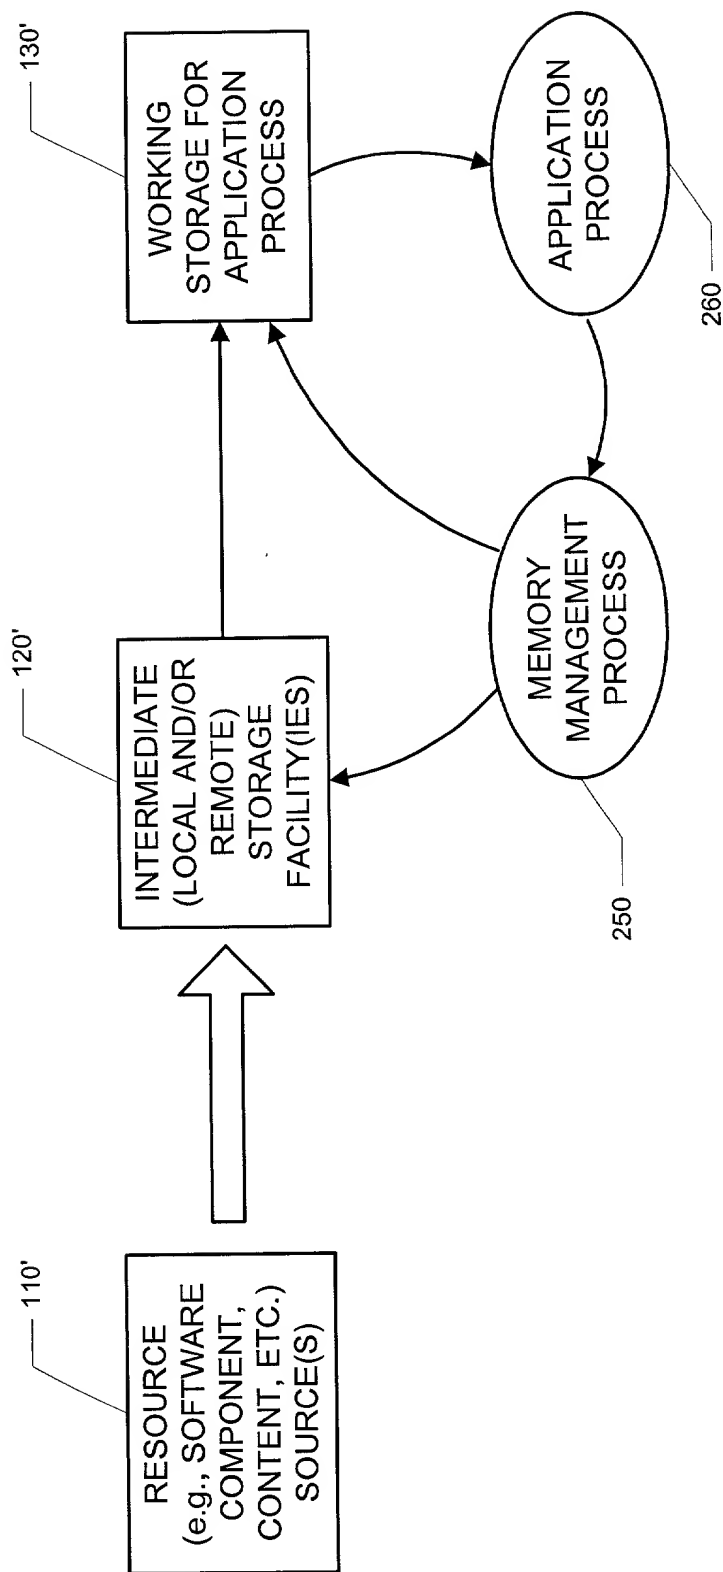 110'
RESOURCE
(e.g., SOFTWARE
COMPONENT,
CONTENT, ETC.)
SOURCE(S)
120'
INTERMEDIATE
(LOCAL AND/OR
REMOTE)
STORAGE
FACILITY(IES)
130'
WORKING
STORAGE FOR
APPLICATION
PROCESS
MEMORY
MANAGEMENT
PROCESS
250
APPLICATION
PROCESS
260